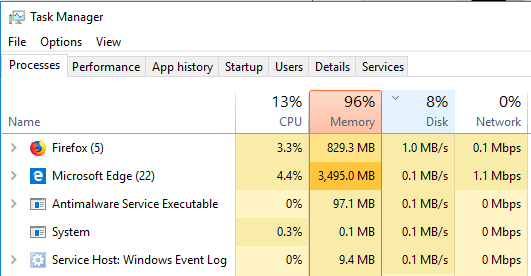 Task Manager
File Options View
Processes Performance App history Startup Users Details Services
13% 96% 8% 0%
Name CPU Memory Disk Network
Firefox (5) 3.3% 829.3 MB 1.0 MB/s 0.1 Mbps
Microsoft Edge (22) 4.4% 3,495.0 MB 0.1 MB/s 1.1 Mbps
Antimalware Service Executable 0% 97.1 MB 0.1 MB/s 0 Mbps
System 0.3% 0.1 MB 0.1 MB/s 0 Mbps
Service Host: Windows Event Log 0% 9.4 MB 0.1 MB/s 0 Mbps